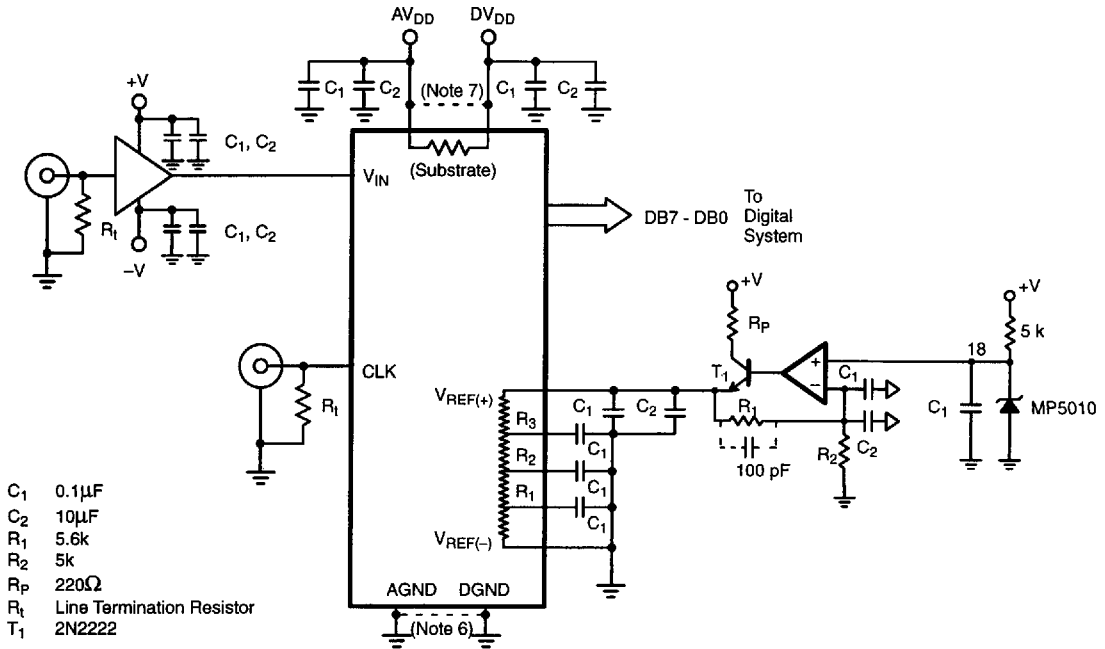 AVDD DVDD
+V
C1 C2 (Note 7) C1 C2
C1, C2
(Substrate)
VIN
Rt
C1, C2
–V
DB7 - DB0 To
Digital
System
+V
RP
+V
5 k
18
T1
+
–
C1
C1
MP5010
CLK
Rt
VREF(+)
C1 C2
R1
R3
C1
100 pF
R2 C2
R2
C1
R1
C1
VREF(–)
AGND DGND
(Note 6)
C1 0.1μF
C2 10μF
R1 5.6k
R2 5k
RP 220Ω
Rt Line Termination Resistor
T1 2N2222